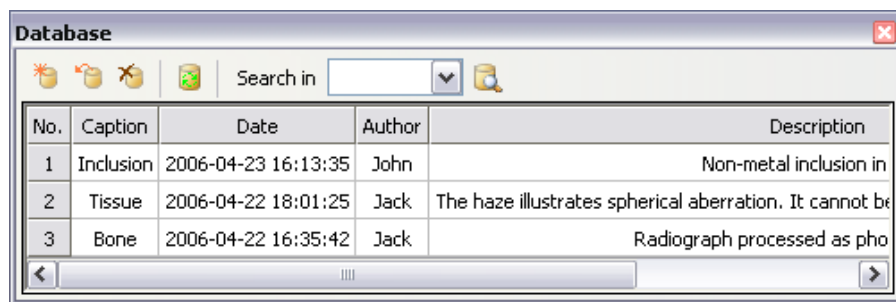 Database
Search in
No. Caption Date Author Description
1 Inclusion 2006-04-23 16:13:35 John Non-metal inclusion in
2 Tissue 2006-04-22 18:01:25 Jack The haze illustrates spherical aberration. It cannot be
3 Bone 2006-04-22 16:35:42 Jack Radiograph processed as pho